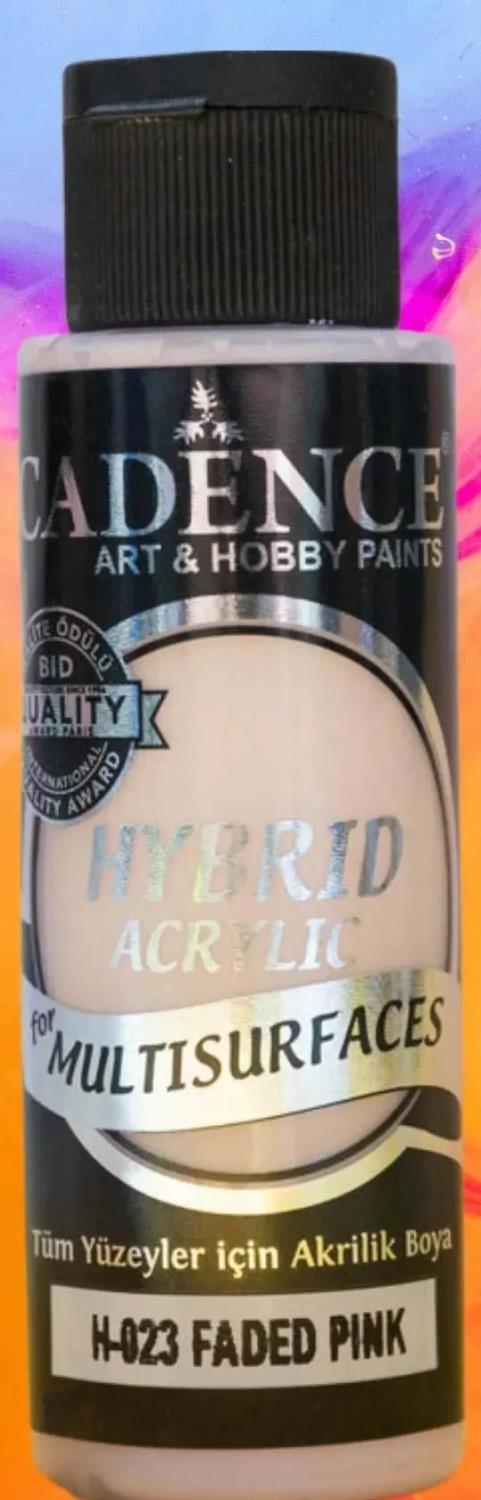 CADENCE
ART & HOBBY PAINTS
ÖDÜLÜ
BID
QUALITY
INTERNATIONAL
QUALITY AWARD
HYBRID
ACRYLIC
for
MULTISURFACES
Tüm Yüzeyler için Akrilik Boya
H-023 FADED PINK